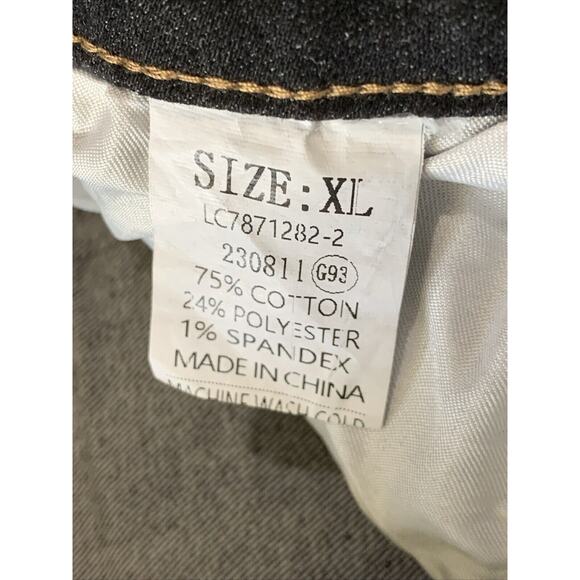 SIZE: XL
LC7871282-2
230811 G93
75% COTTON
24% POLYESTER
1% SPANDEX
MADE IN CHINA
MACHINE WASH COLD